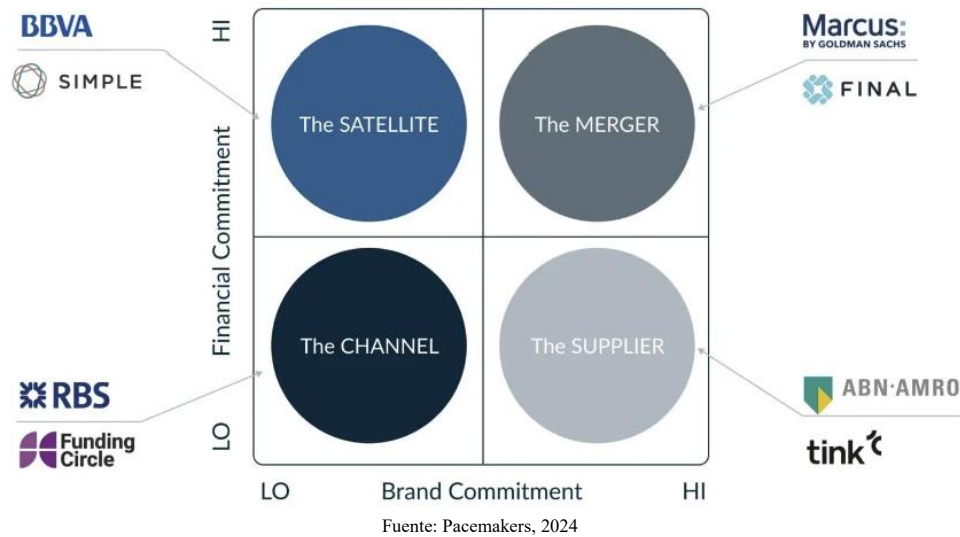 BBVA
SIMPLE
HI
Financial Commitment
LO
The SATELLITE
The MERGER
The CHANNEL
The SUPPLIER
Marcus:
BY GOLDMAN SACHS
FINAL
RBS
Funding
Circle
ABN·AMRO
tink
LO
Brand Commitment
HI
Fuente: Pacemakers, 2024